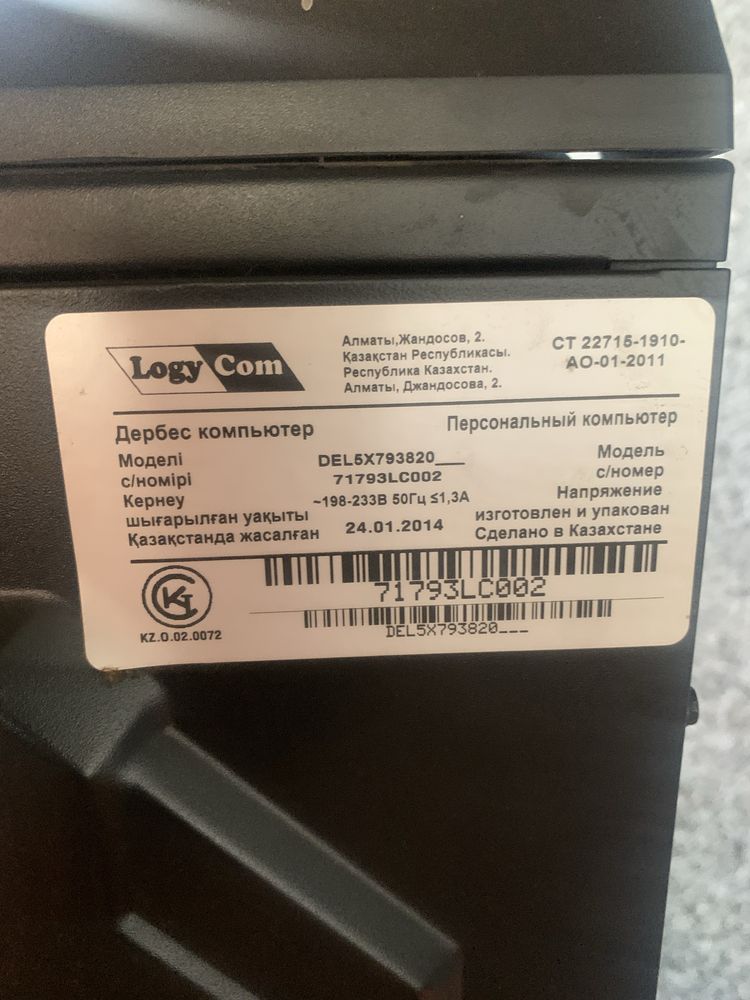 Logy Com
Алматы,Жандосов, 2.
Қазақстан Республикасы.
Республика Казахстан.
Алматы, Джандосова, 2.
СТ 22715-1910-
АО-01-2011
Дербес компьютер Персональный компьютер
Моделі DEL5X793820___ Модель
с/номірі 71793LC002 с/номер
Кернеу ~198-233В 50Гц ≤1,3А Напряжение
шығарылған уақыты 24.01.2014 изготовлен и упакован
Қазақстанда жасалған Сделано в Казахстане
71793LC002
DEL5X793820___
KZ.O.02.0072